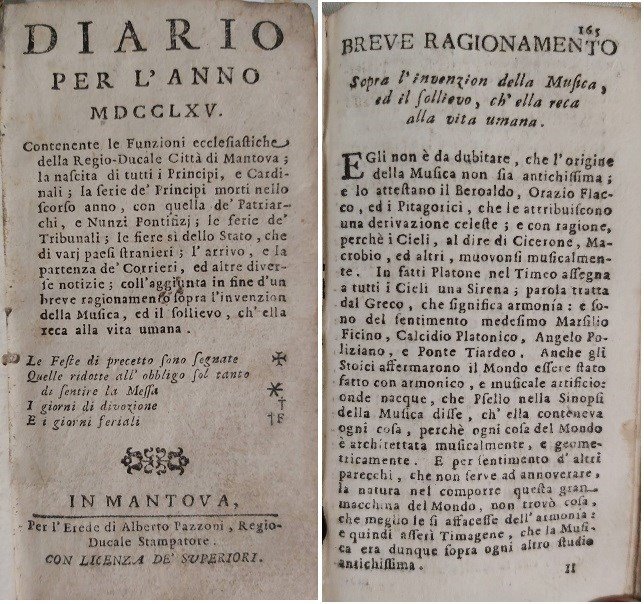 DIARIO
PER L'ANNO
MDCCLXV.
Contenente le Funzioni ecclesiastiche
della Regio-Ducale Città di Mantova;
la nascita di tutti i Principi, e Cardi-
nali; la serie de' Principi morti nello
scorso anno, con quella de' Patriar-
chi, e Nunzi Pontifizj; le ferie de'
Tribunali; le fiere sì dello Stato, che
di varj paesi stranieri; l'arrivo, e la
partenza de' Corrieri, ed altre diver-
se notizie; coll'aggiunta in fine d'un
breve ragionamento sopra l'invenzion
della Musica, ed il sollievo, ch'ella
reca alla vita umana.
Le Feste di precetto sono segnate ✠
Quelle ridotte all'obbligo sol tanto
di sentire la Messa ⚹
I giorni di divozione †
E i giorni feriali †F
IN MANTOVA,
Per l'Erede di Alberto Pazzoni, Regio-
Ducale Stampatore.
CON LICENZA DE' SUPERIORI.
165
BREVE RAGIONAMENTO
Sopra l'invenzion della Musica,
ed il sollievo, ch'ella reca
alla vita umana.
EGli non è da dubitare, che l'origine
della Musica non sia antichissima;
e lo attestano il Beroaldo, Orazio Flac-
co, ed i Pitagorici, che le attribuiscono
una derivazione celeste; e con ragione,
perchè i Cieli, al dire di Cicerone, Ma-
crobio, ed altri, muovonsi musicalmen-
te. In fatti Platone nel Timeo assegna
a tutti i Cieli una Sirena; parola tratta
dal Greco, che significa armonía: e so-
no del sentimento medesimo Marsilio
Ficino, Calcidio Platonico, Angelo Po-
liziano, e Ponte Tiardeo. Anche gli
Stoici affermarono il Mondo essere stato
fatto con armonico, e musicale artificio:
onde nacque, che Psello nella Sinopsi
della Musica disse, ch'ella conteneva
ogni cosa, perchè ogni cosa del Mondo
è architettata musicalmente, e geome-
tricamente. E per sentimento d'altri
parecchi, che non serve ad annoverare,
la natura nel comporre questa gran
macchina del Mondo, non trovò cosa,
che meglio le si affacesse dell'armonía:
e quindi asserì Timagene, che la Musi-
ca era dunque sopra ogni altro studio
antichissima.
II